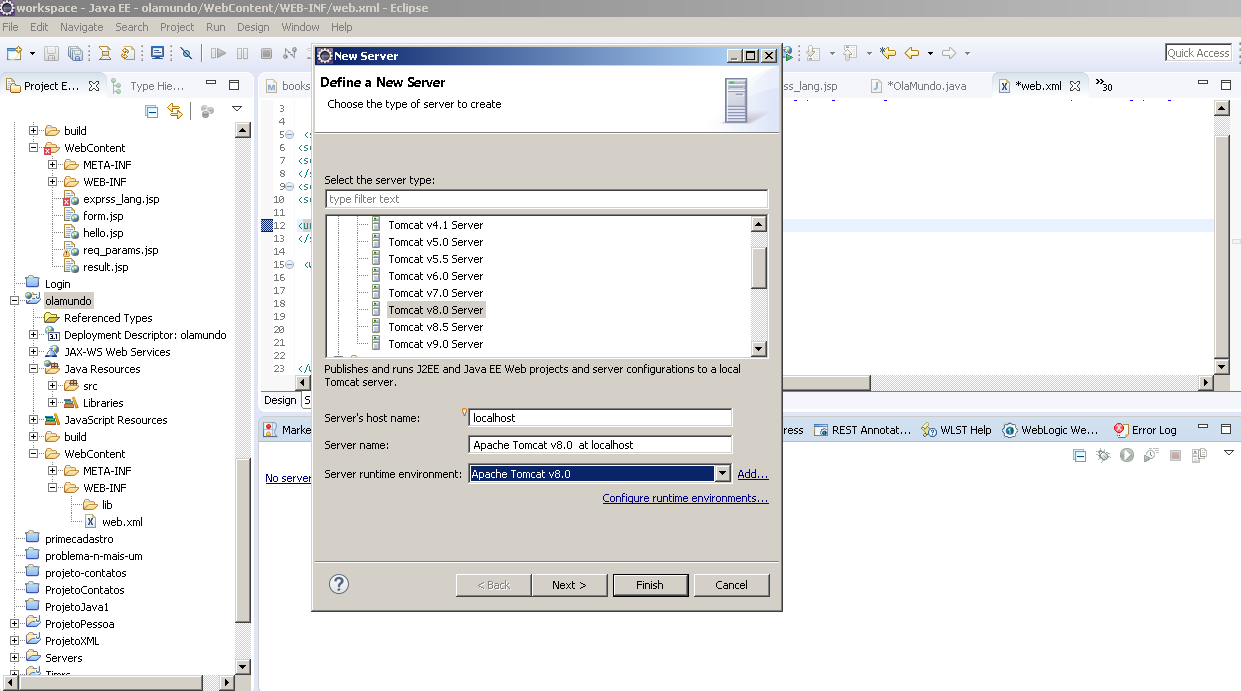 workspace - Java EE - olamundo/WebContent/WEB-INF/web.xml - Eclipse
File Edit Navigate Search Project Run Design Window Help
Quick Access
Project E... Type Hie...
build
WebContent
META-INF
WEB-INF
exprss_lang.jsp
form.jsp
hello.jsp
req_params.jsp
result.jsp
Login
olamundo
Referenced Types
Deployment Descriptor: olamundo
JAX-WS Web Services
Java Resources
src
Libraries
JavaScript Resources
build
WebContent
META-INF
WEB-INF
lib
web.xml
primecadastro
problema-n-mais-um
projeto-contatos
ProjetoContatos
ProjetoJava1
ProjetoPessoa
ProjetoXML
Servers
books
ss_lang.jsp *OlaMundo.java *web.xml »30
3
4
5 <s
6 <se
7 <se
8 </s
9 <se
10 <se
11
12 <u
13 </s
14
15
16
17
18
19
20
21
22
23 </
Design S
New Server
Define a New Server
Choose the type of server to create
Select the server type:
type filter text
Tomcat v4.1 Server
Tomcat v5.0 Server
Tomcat v5.5 Server
Tomcat v6.0 Server
Tomcat v7.0 Server
Tomcat v8.0 Server
Tomcat v8.5 Server
Tomcat v9.0 Server
Publishes and runs J2EE and Java EE Web projects and server configurations to a local
Tomcat server.
Server's host name: localhost
Server name: Apache Tomcat v8.0 at localhost
Server runtime environment: Apache Tomcat v8.0 Add...
Configure runtime environments...
? < Back Next > Finish Cancel
Marke ress REST Annotat... WLST Help WebLogic We... Error Log
No server